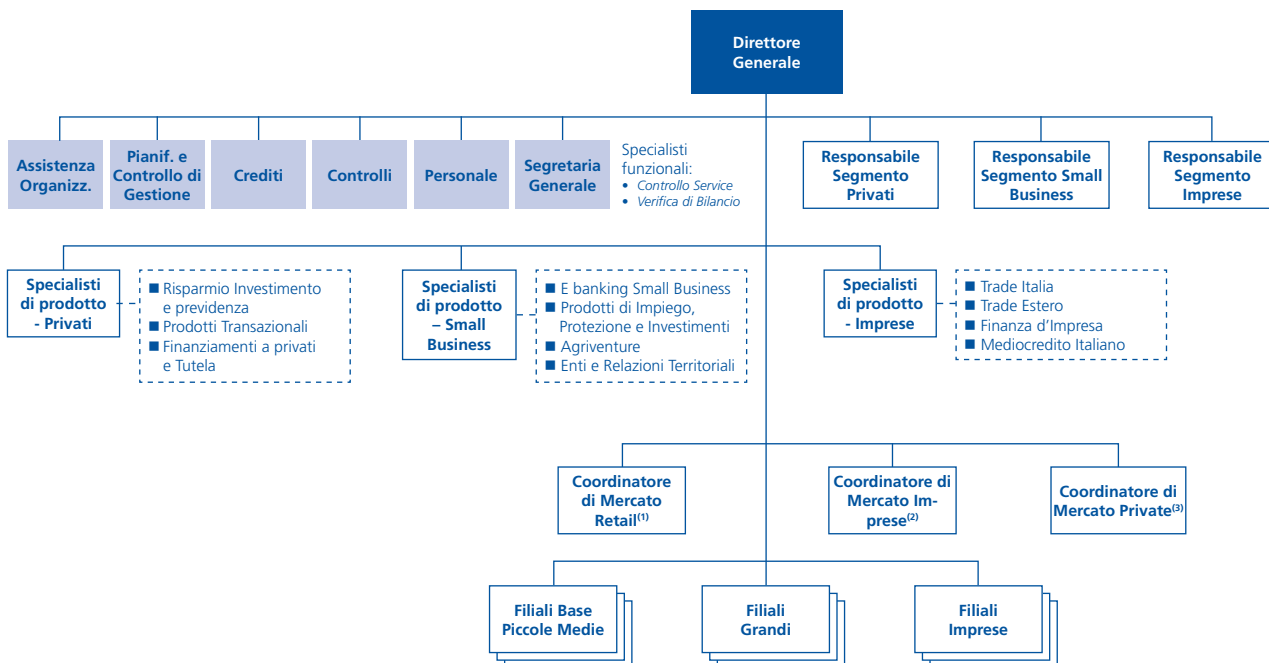 Direttore
Generale
Assistenza
Organizz.
Pianif. e
Controllo di
Gestione
Crediti
Controlli
Personale
Segretaria
Generale
Specialisti
funzionali:
• Controllo Service
• Verifica di Bilancio
Responsabile
Segmento
Privati
Responsabile
Segmento Small
Business
Responsabile
Segmento
Imprese
Specialisti
di prodotto
- Privati
■ Risparmio Investimento
e previdenza
■ Prodotti Transazionali
■ Finanziamenti a privati
e Tutela
Specialisti
di prodotto
– Small
Business
■ E banking Small Business
■ Prodotti di Impiego,
Protezione e Investimenti
■ Agriventure
■ Enti e Relazioni Territoriali
Specialisti
di prodotto
- Imprese
■ Trade Italia
■ Trade Estero
■ Finanza d’Impresa
■ Mediocredito Italiano
Coordinatore
di Mercato
Retail(1)
Coordinatore di
Mercato Im-
prese(2)
Coordinatore di
Mercato Private(3)
Filiali Base
Piccole Medie
Filiali
Grandi
Filiali
Imprese